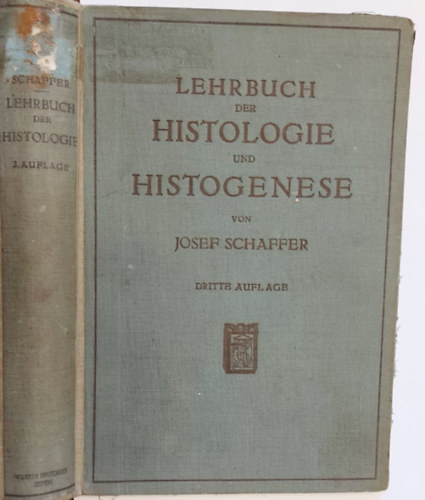 SCHAFFER
LEHRBUCH
DER
HISTOLOGIE
3. AUFLAGE
LEHRBUCH
DER
HISTOLOGIE
UND
HISTOGENESE
VON
JOSEF SCHAFFER
DRITTE AUFLAGE